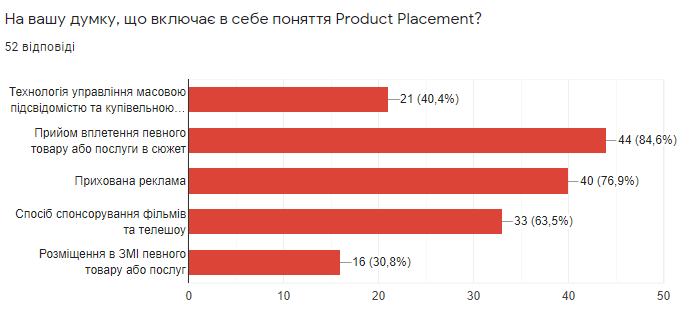 На вашу думку, що включає в себе поняття Product Placement?
52 відповіді
Технологія управління масовою
підсвідомістю та купівельною…
21 (40,4%)
Прийом вплетення певного
товару або послуги в сюжет
44 (84,6%)
Прихована реклама
40 (76,9%)
Спосіб спонсорування фільмів
та телешоу
33 (63,5%)
Розміщення в ЗМІ певного
товару або послуг
16 (30,8%)
0 10 20 30 40 50